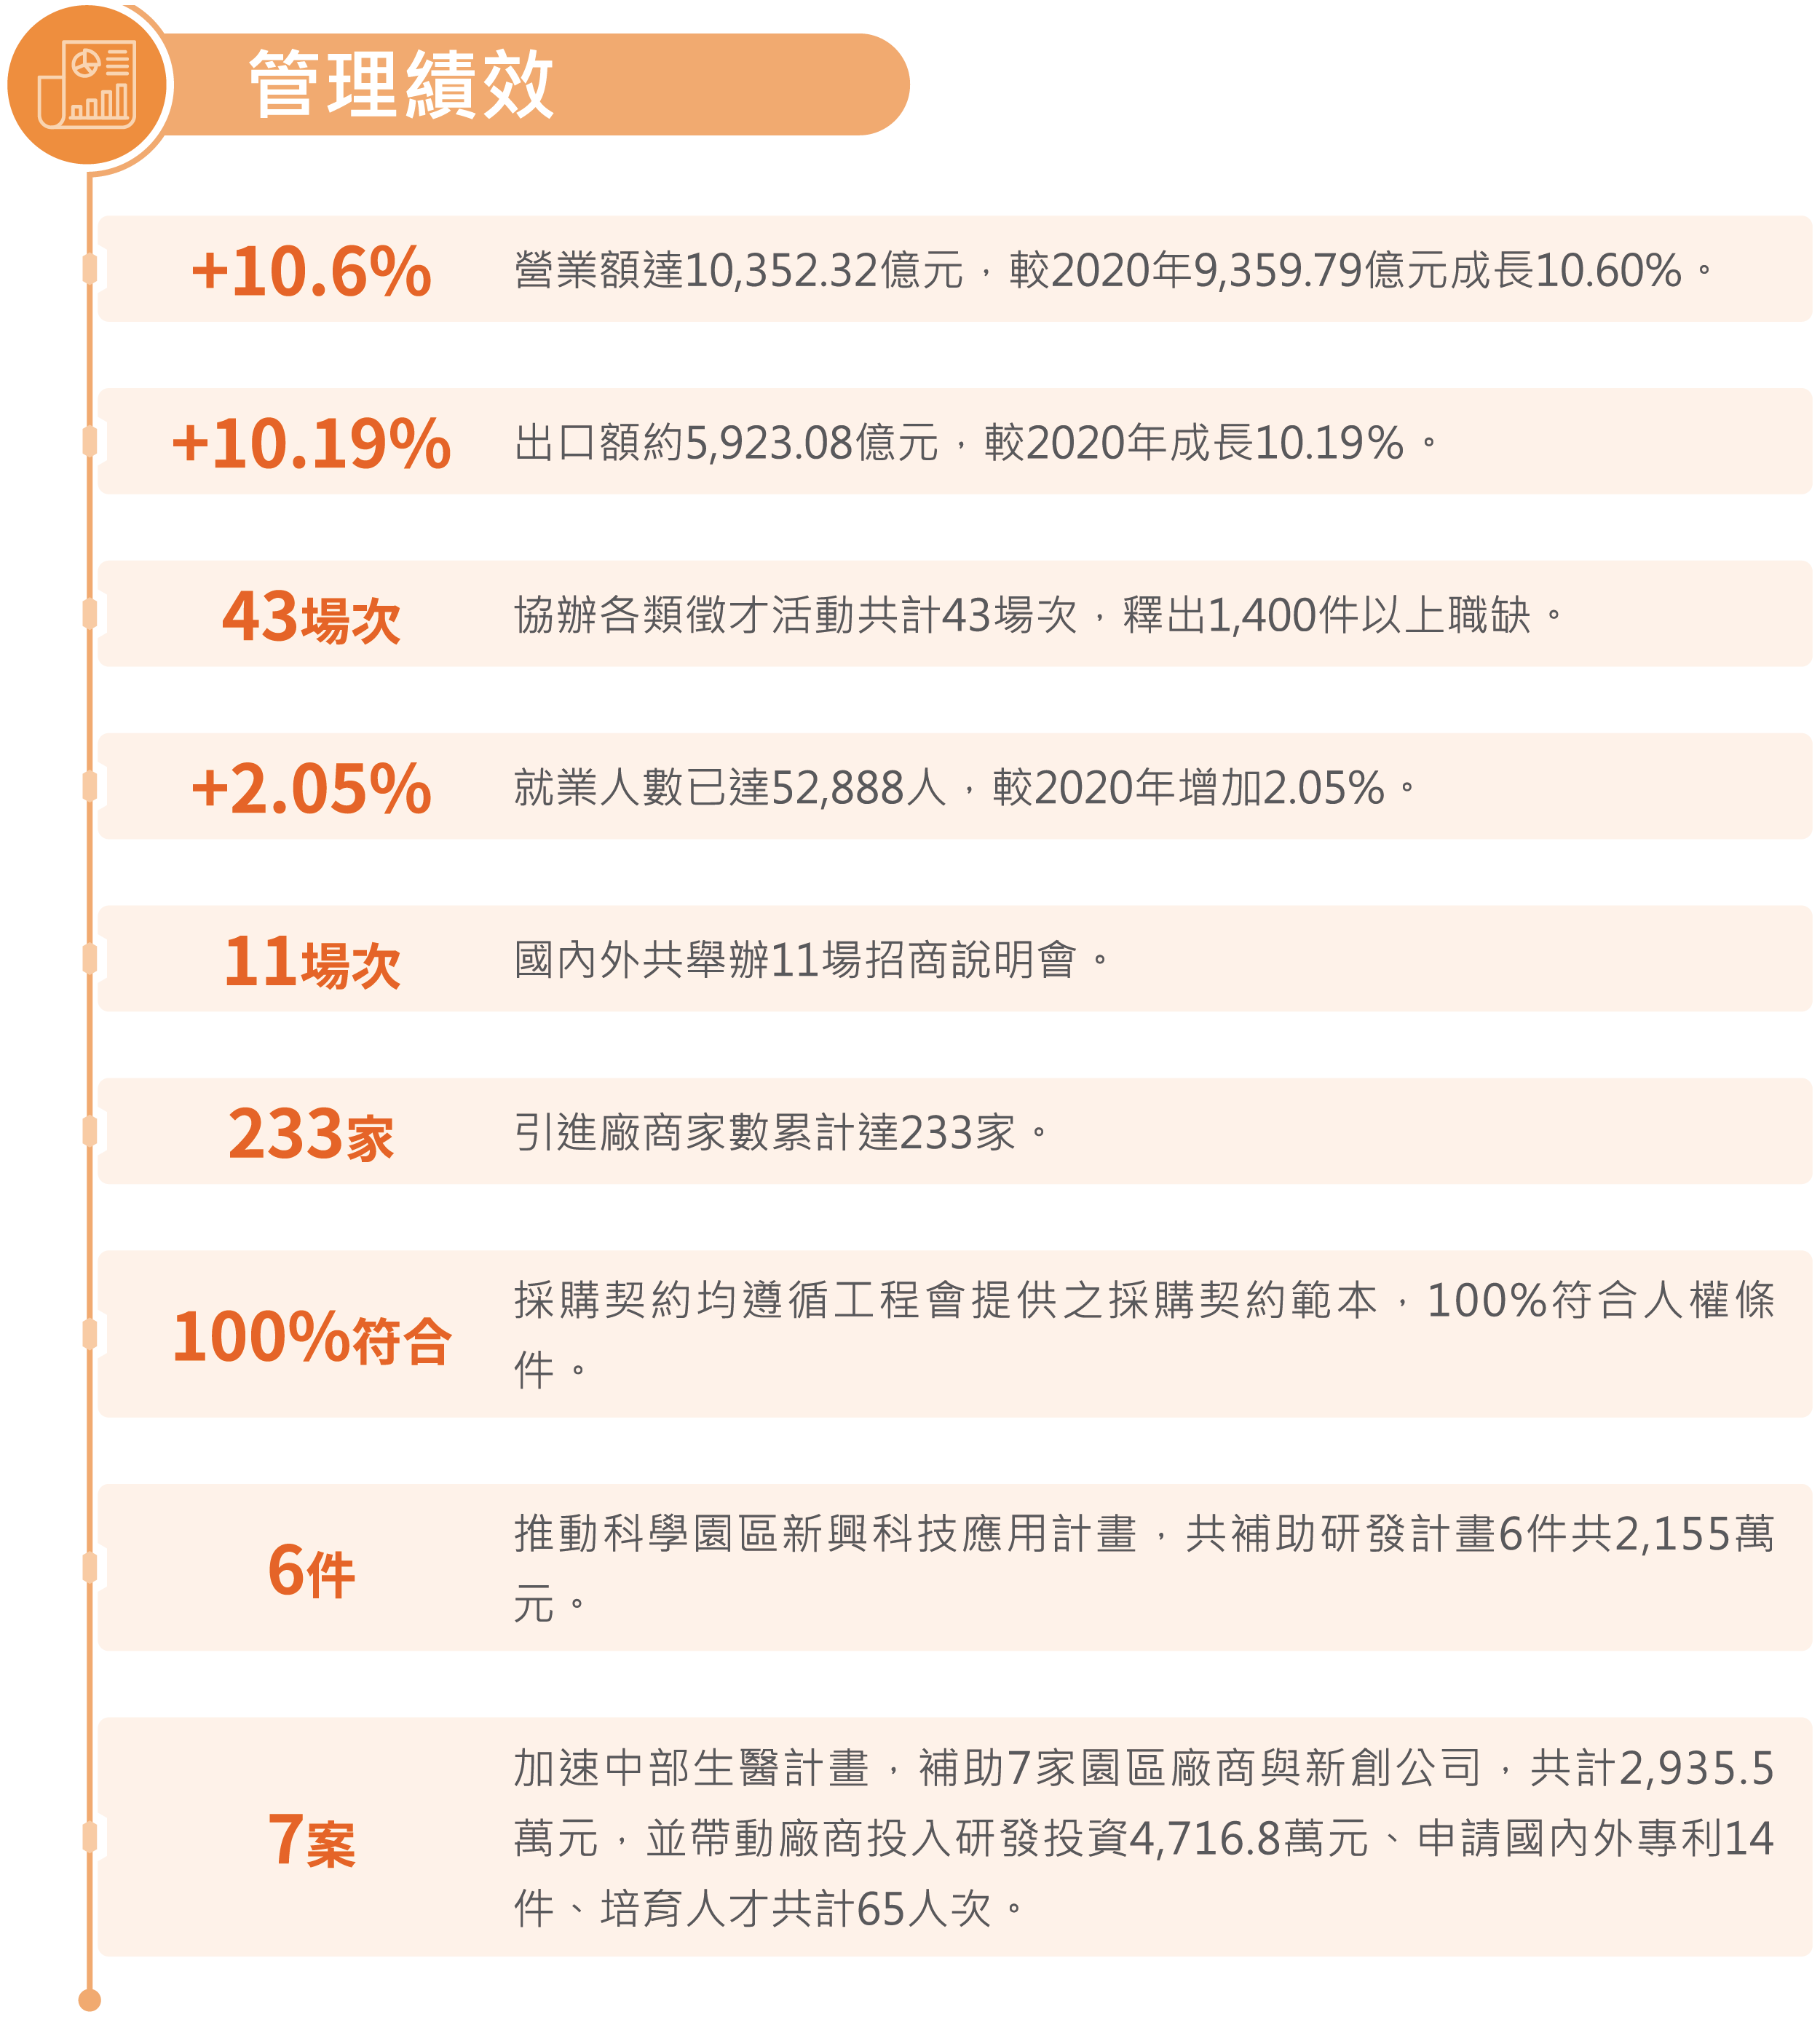 管理績效
+10.6%
營業額達10,352.32億元，較2020年9,359.79億元成長10.60%。
+10.19%
出口額約5,923.08億元，較2020年成長10.19%。
43場次
協辦各類徵才活動共計43場次，釋出1,400件以上職缺。
+2.05%
就業人數已達52,888人，較2020年增加2.05%。
11場次
國內外共舉辦11場招商說明會。
233家
引進廠商家數累計達233家。
100%符合
採購契約均遵循工程會提供之採購契約範本，100%符合人權條
件。
6件
推動科學園區新興科技應用計畫，共補助研發計畫6件共2,155萬
元。
7案
加速中部生醫計畫，補助7家園區廠商與新創公司，共計2,935.5
萬元，並帶動廠商投入研發投資4,716.8萬元、申請國內外專利14
件、培育人才共計65人次。